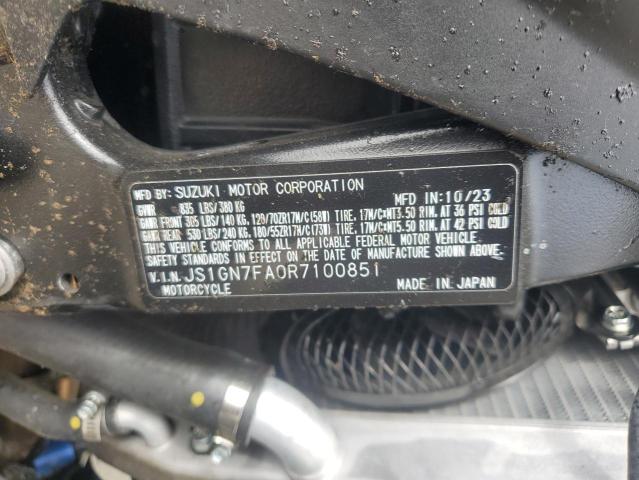 MFD BY: SUZUKI MOTOR CORPORATION MFD IN:10/23
GVWR 835 LBS/380 KG
GAWR FRONT 305 LBS/140 KG. 120/70ZR17M/C(58W) TIRE, 17M/CxMT3.50 RIM. AT 36 PSI COLD
GAWR REAR 530 LBS/240 KG. 180/55ZR17M/C(73W) TIRE, 17M/CxMT5.50 RIM. AT 42 PSI COLD
THIS VEHICLE CONFORMS TO ALL APPLICABLE FEDERAL MOTOR VEHICLE
SAFETY STANDARDS IN EFFECT ON THE DATE OF MANUFACTURE SHOWN ABOVE.
V.I.N. JS1GN7FA0R7100851
MOTORCYCLE MADE IN JAPAN